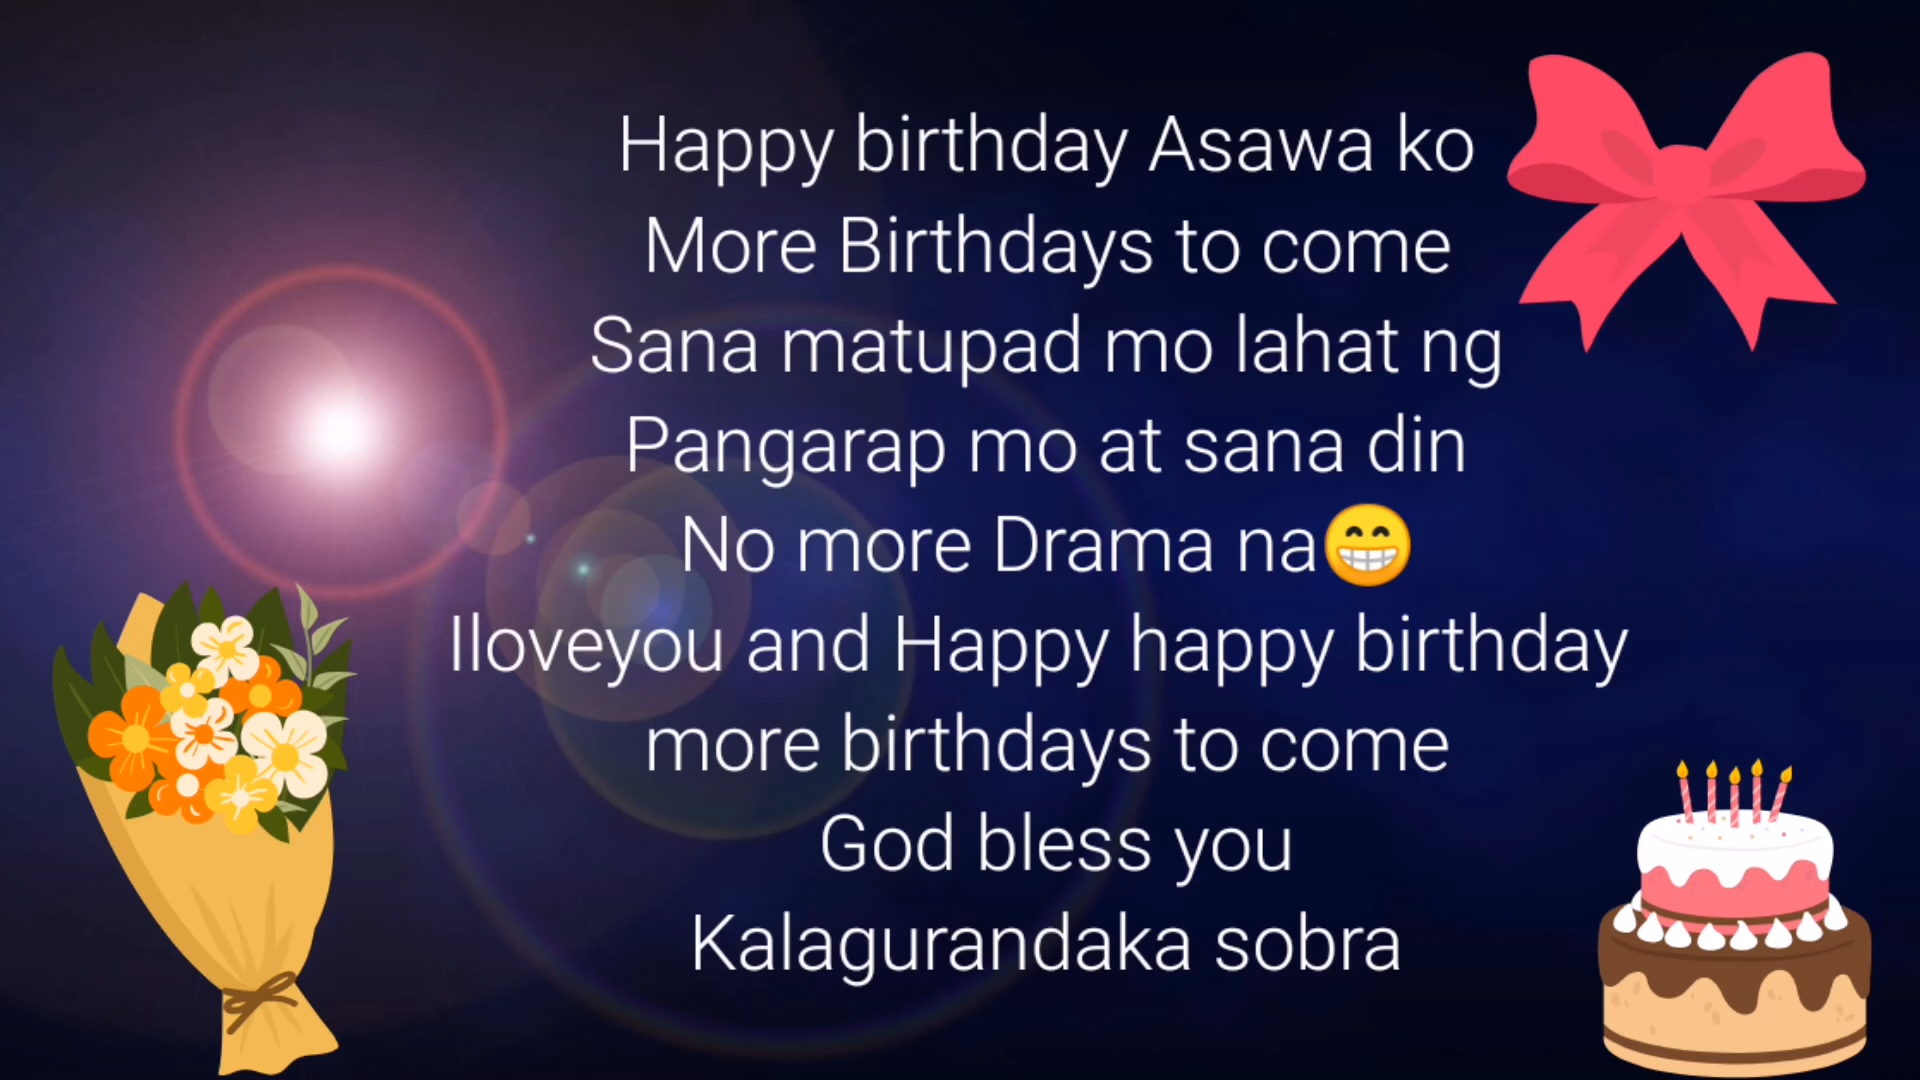 Happy birthday Asawa ko
More Birthdays to come
Sana matupad mo lahat ng
Pangarap mo at sana din
No more Drama na😁
Iloveyou and Happy happy birthday
more birthdays to come
God bless you
Kalagurandaka sobra